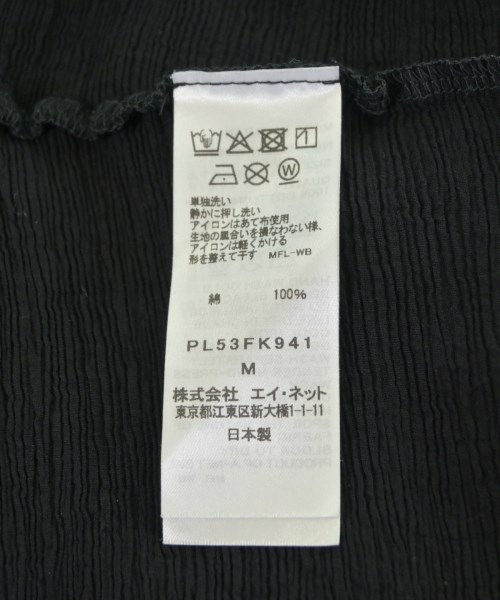 単独洗い
静かに押し洗い
アイロンはあて布使用
生地の風合いを損なわない様、
アイロンは軽くかける
形を整えて干す MFL-WB
綿 100%
PL53FK941
M
株式会社 エイ・ネット
東京都江東区新大橋1-1-11
日本製